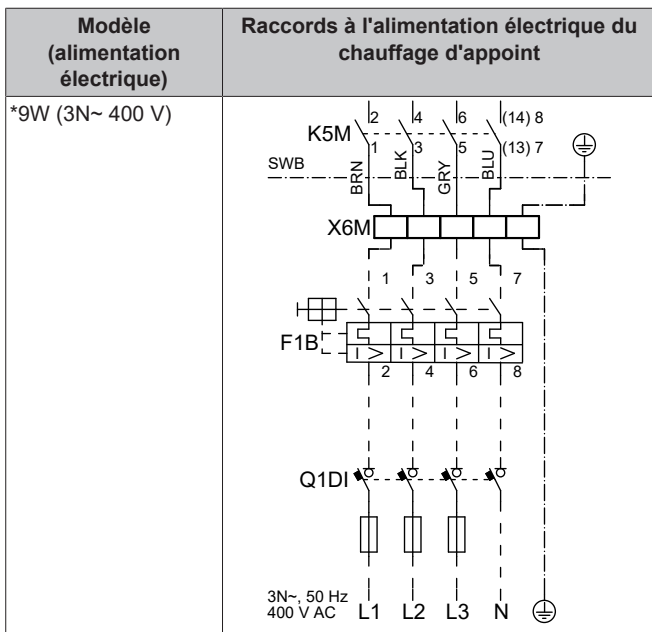 Modèle
(alimentation
électrique)
Raccords à l'alimentation électrique du
chauffage d'appoint
*9W (3N~ 400 V)
2 4 6 (14) 8
K5M
1 3 5 (13) 7
SWB
BRN BLK GRY BLU
X6M
1 3 5 7
F1B
I > I > I > I >
2 4 6 8
Q1DI
3N~, 50 Hz
400 V AC
L1 L2 L3 N